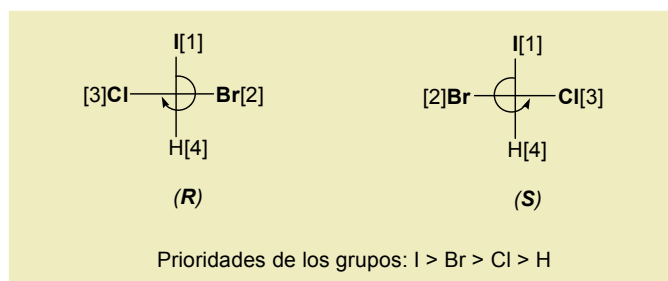 I[1] I[1]
[3]Cl Br[2] [2]Br Cl[3]
H[4] H[4]
(R) (S)
Prioridades de los grupos: I > Br > Cl > H